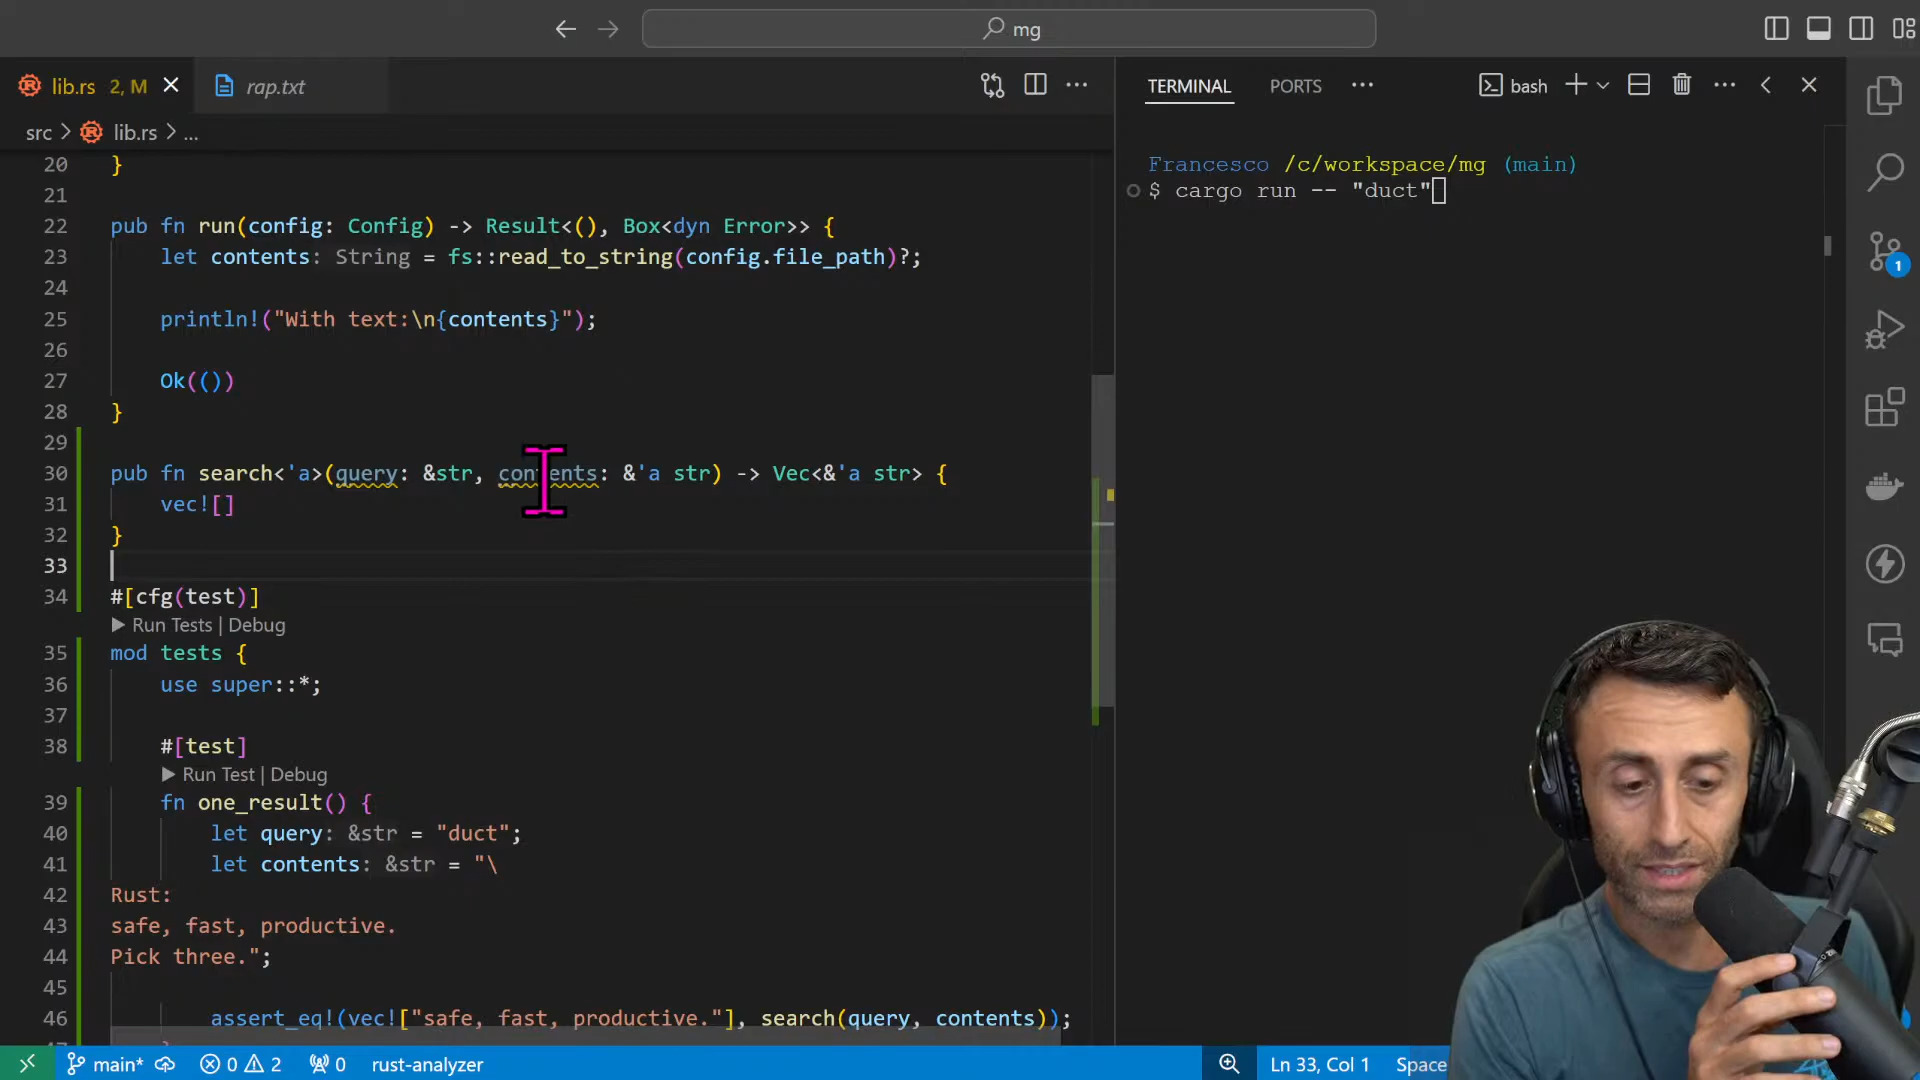 mg
lib.rs 2, M
rap.txt
src > lib.rs > ...
20 }
21
22 pub fn run(config: Config) -> Result<(), Box<dyn Error>> {
23 let contents: String = fs::read_to_string(config.file_path)?;
24
25 println!("With text:\n{contents}");
26
27 Ok(())
28 }
29
30 pub fn search<'a>(query: &str, contents: &'a str) -> Vec<&'a str> {
31 vec![]
32 }
33
34 #[cfg(test)]
Run Tests | Debug
35 mod tests {
36 use super::*;
37
38 #[test]
Run Test | Debug
39 fn one_result() {
40 let query: &str = "duct";
41 let contents: &str = "\
42 Rust:
43 safe, fast, productive.
44 Pick three.";
45
46 assert_eq!(vec!["safe, fast, productive."], search(query, contents));
TERMINAL PORTS ... bash
Francesco /c/workspace/mg (main)
$ cargo run -- "duct"
1
main* 0 2 0 rust-analyzer Ln 33, Col 1 Space